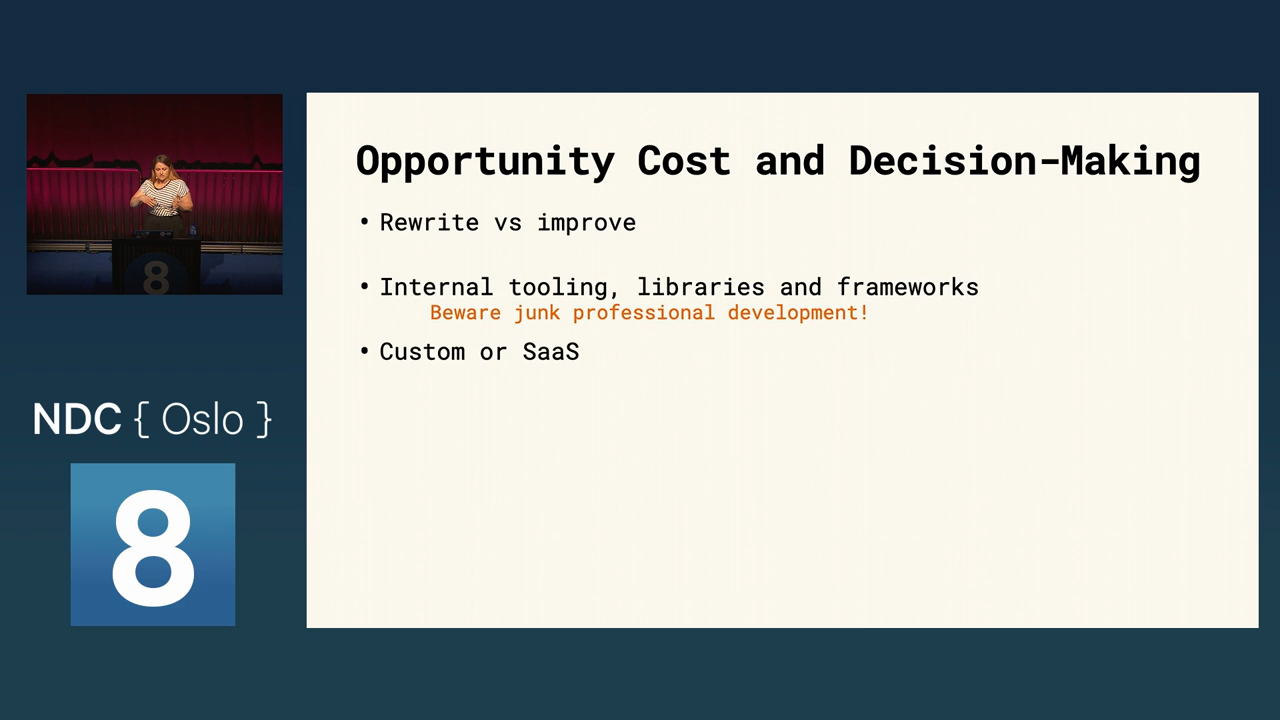 Opportunity Cost and Decision-Making
• Rewrite vs improve
• Internal tooling, libraries and frameworks
Beware junk professional development!
• Custom or SaaS
8
NDC { Oslo }
8